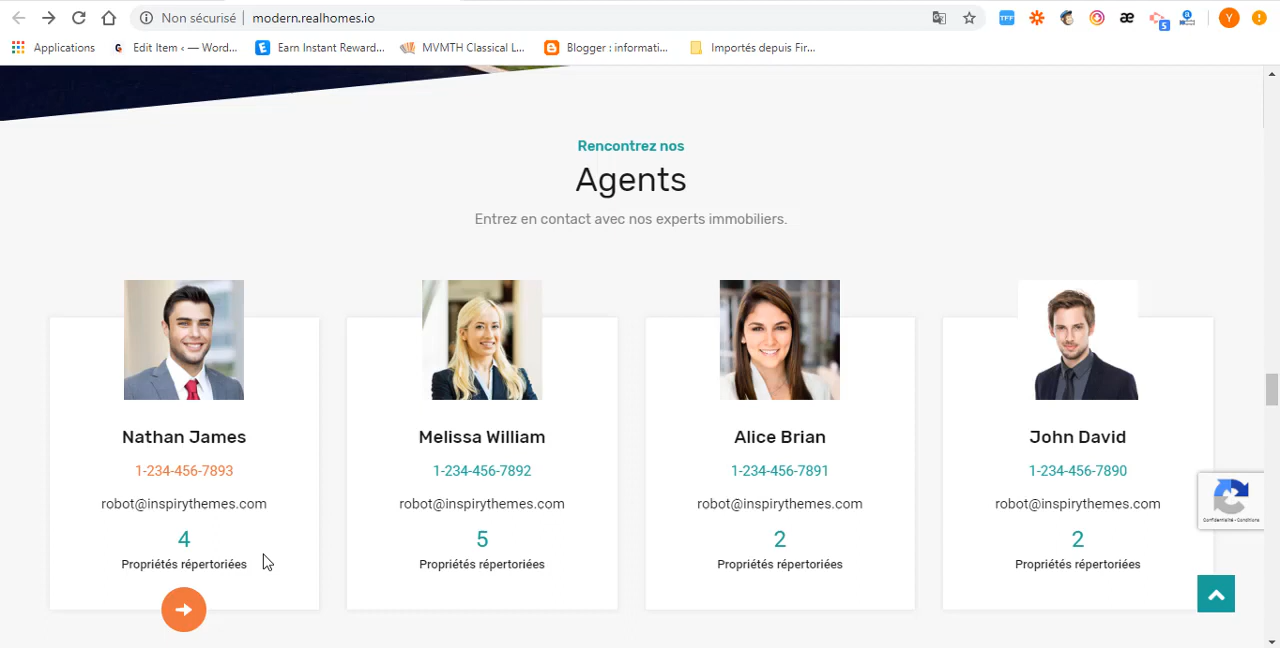 Non sécurisé | modern.realhomes.io
TFF
æ
5
Y
Applications
G Edit Item ‹ — Word...
Earn Instant Reward...
MVMTH Classical L...
Blogger : informati...
Importés depuis Fir...
Rencontrez nos
Agents
Entrez en contact avec nos experts immobiliers.
Nathan James
1-234-456-7893
robot@inspirythemes.com
4
Propriétés répertoriées
Melissa William
1-234-456-7892
robot@inspirythemes.com
5
Propriétés répertoriées
Alice Brian
1-234-456-7891
robot@inspirythemes.com
2
Propriétés répertoriées
John David
1-234-456-7890
robot@inspirythemes.com
2
Propriétés répertoriées
Confidentialité - Conditions